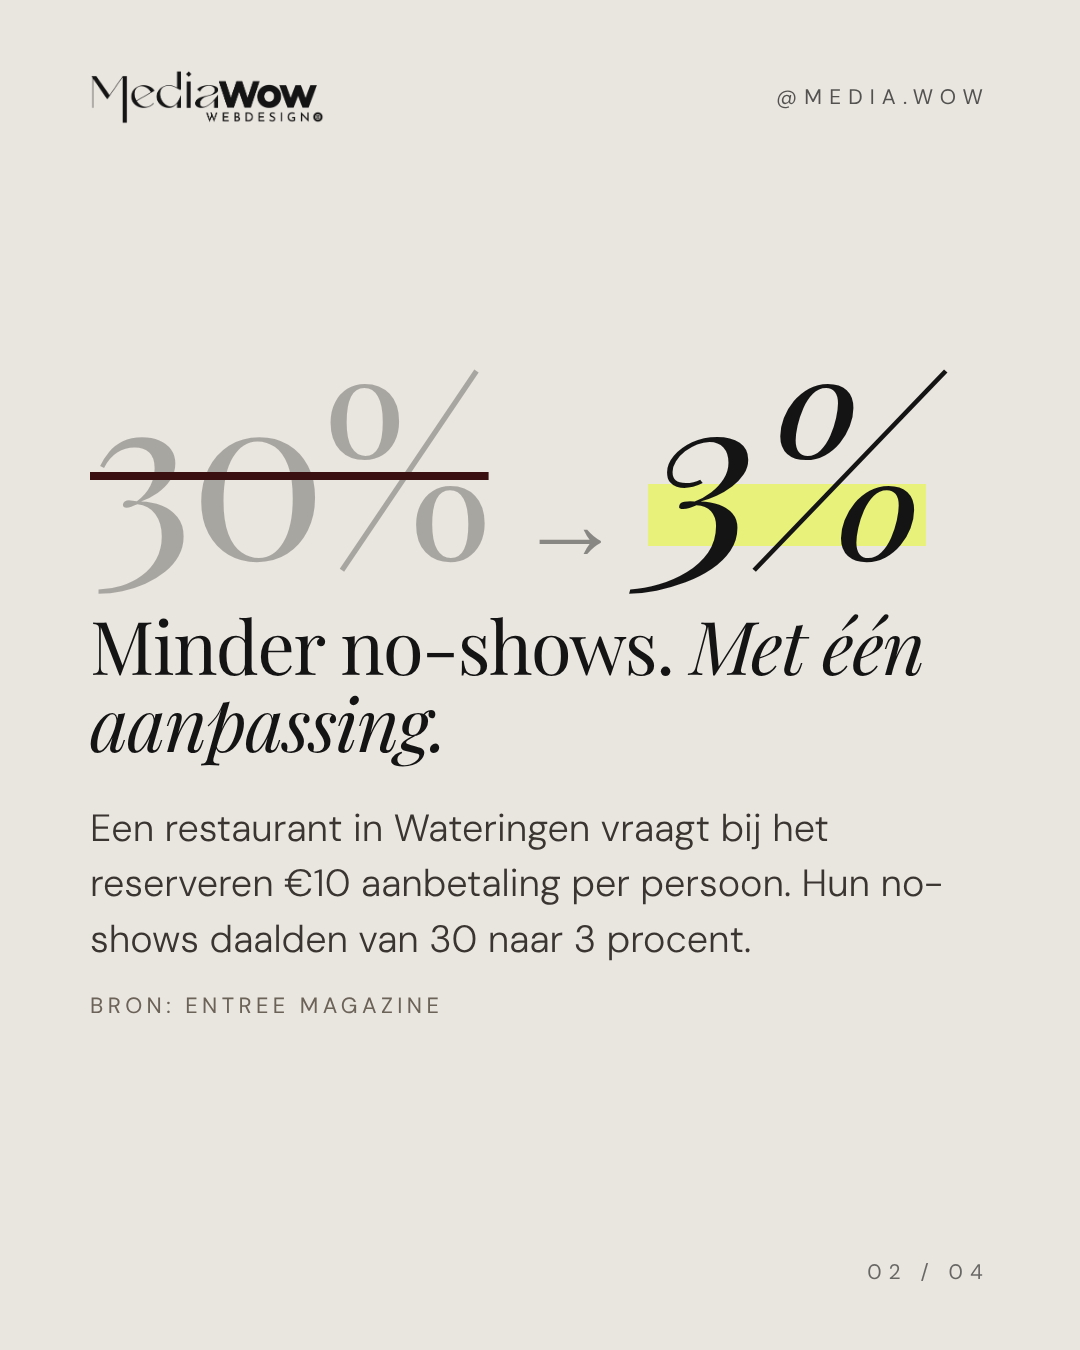 MediaWow
WEBDESIGN
@MEDIA.WOW
30% → 3%
Minder no-shows. Met één
aanpassing.
Een restaurant in Wateringen vraagt bij het
reserveren €10 aanbetaling per persoon. Hun no-
shows daalden van 30 naar 3 procent.
BRON: ENTREE MAGAZINE
02 / 04